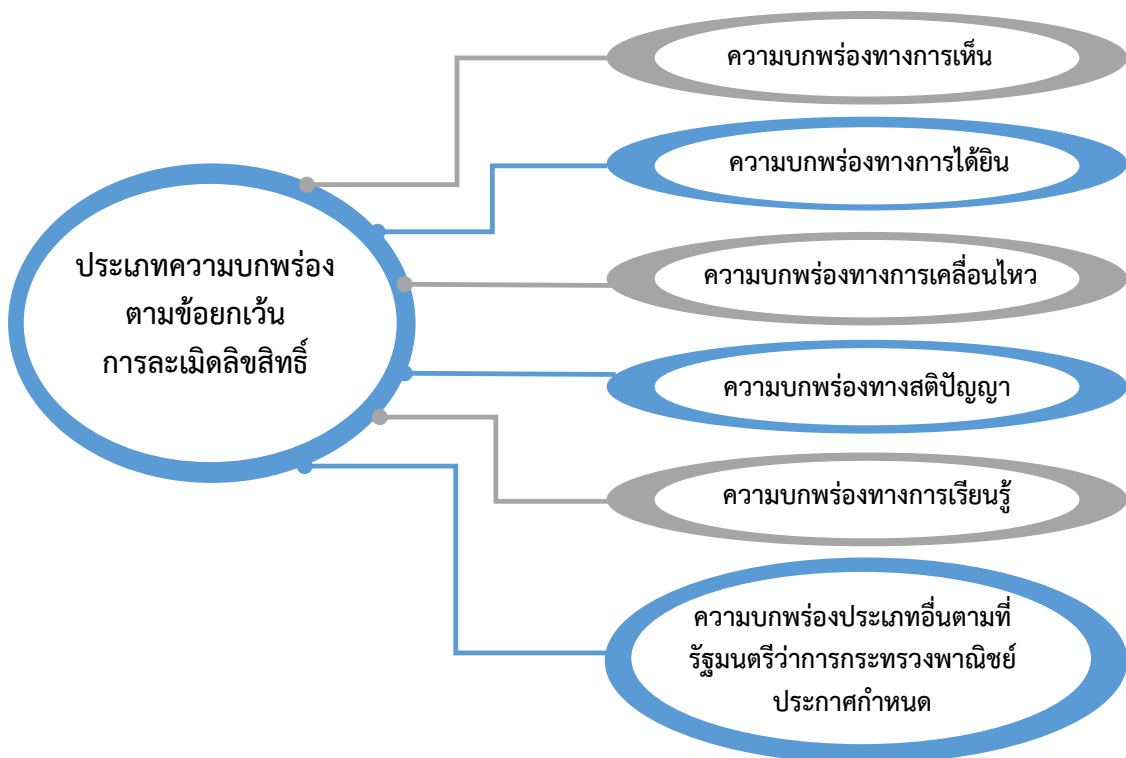 ประเภทความบกพร่อง
ตามข้อยกเว้น
การละเมิดลิขสิทธิ์
ความบกพร่องทางการเห็น
ความบกพร่องทางการได้ยิน
ความบกพร่องทางการเคลื่อนไหว
ความบกพร่องทางสติปัญญา
ความบกพร่องทางการเรียนรู้
ความบกพร่องประเภทอื่นตามที่
รัฐมนตรีว่าการกระทรวงพาณิชย์
ประกาศกำหนด